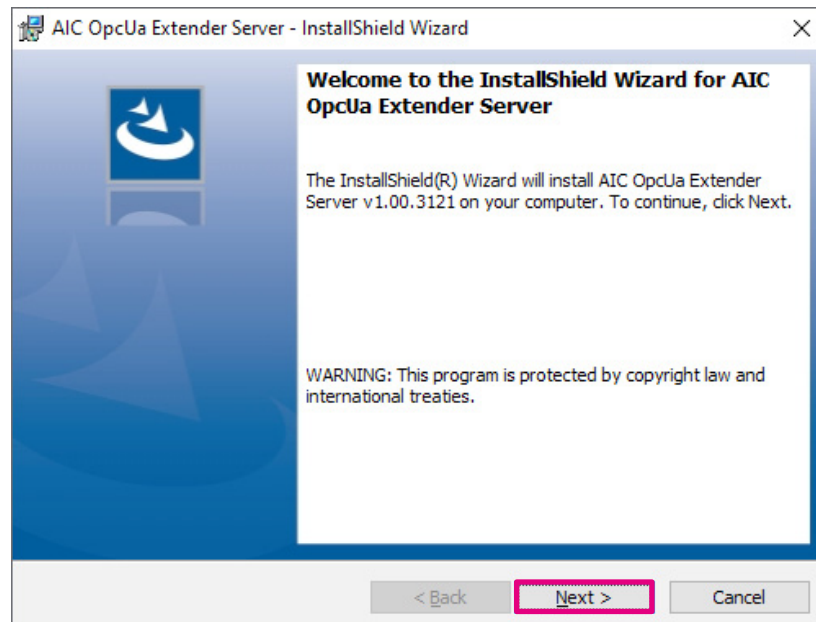 AIC OpcUa Extender Server - InstallShield Wizard
Welcome to the InstallShield Wizard for AIC
OpcUa Extender Server
The InstallShield(R) Wizard will install AIC OpcUa Extender
Server v1.00.3121 on your computer. To continue, click Next.
WARNING: This program is protected by copyright law and
international treaties.
< Back Next > Cancel